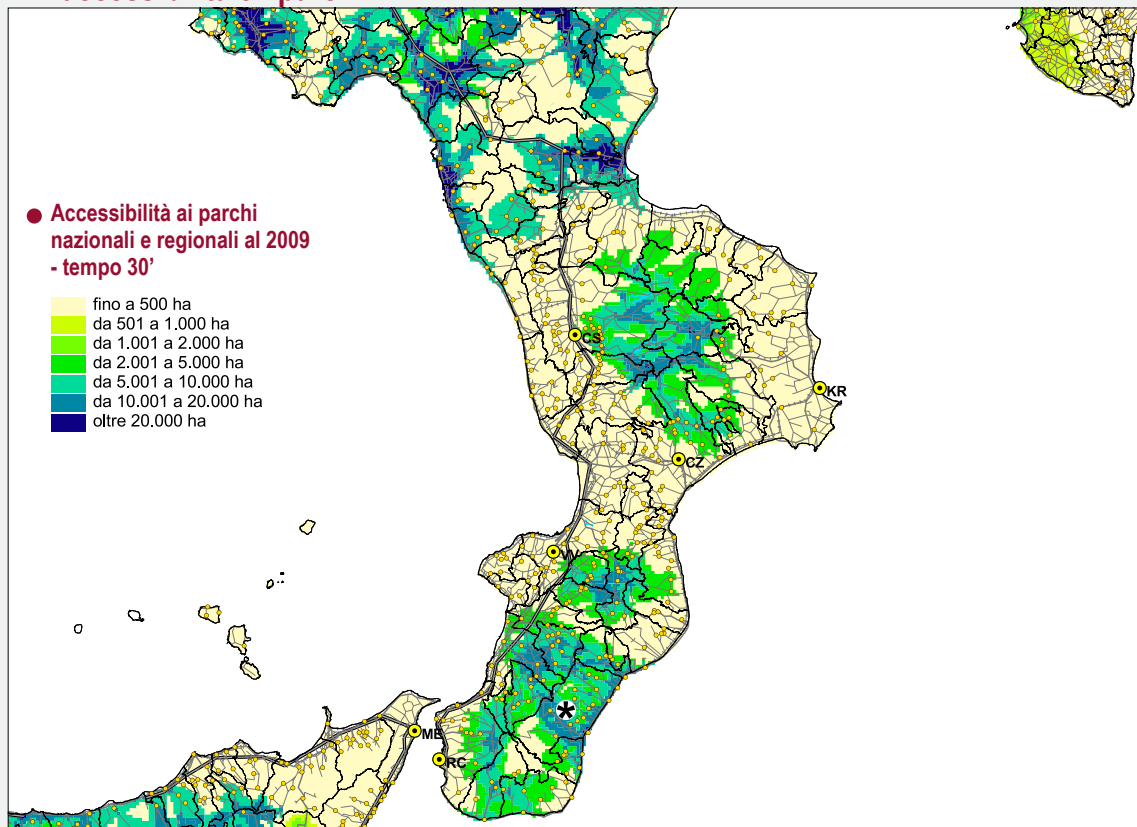 Accessibilità ai parchi
nazionali e regionali al 2009
- tempo 30'
fino a 500 ha
da 501 a 1.000 ha
da 1.001 a 2.000 ha
da 2.001 a 5.000 ha
da 5.001 a 10.000 ha
da 10.001 a 20.000 ha
oltre 20.000 ha
CS
KR
CZ
VV
ME
RC